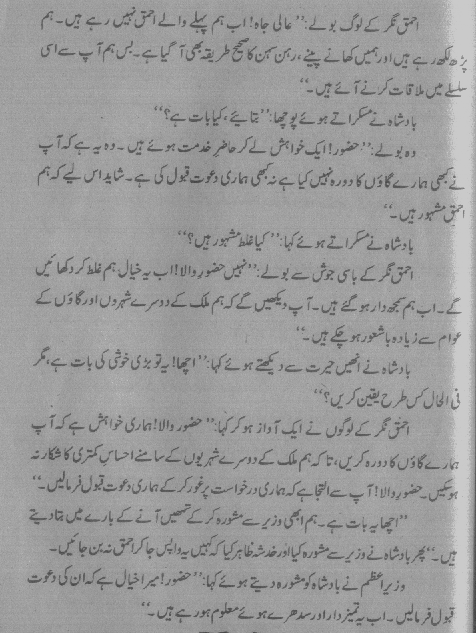 احمق نگر کے لوگ بولے: ’’عالی جاہ! اب ہم پہلے والے احمق نہیں رہے ہیں۔ ہم
پڑھ لکھ رہے ہیں اور ہمیں کھانے پینے، رہن سہن کا صحیح طریقہ بھی آ گیا ہے۔ بس ہم آپ سے اسی
سلسلے میں ملاقات کرنے آئے ہیں۔‘‘
بادشاہ نے مسکراتے ہوئے پوچھا: ’’بتائیے، کیا بات ہے؟‘‘
وہ بولے: ’’حضور! ایک خواہش لے کر حاضرِ خدمت ہوئے ہیں۔ وہ یہ ہے کہ آپ
نے کبھی ہمارے گاؤں کا دورہ نہیں کیا ہے نہ کبھی ہماری دعوت قبول کی ہے۔ شاید اس لیے کہ ہم
احمق مشہور ہیں۔‘‘
بادشاہ نے مسکراتے ہوئے کہا: ’’کیا غلط مشہور ہیں؟‘‘
احمق نگر کے باسی جوش سے بولے: ’’نہیں حضورِ والا! اب یہ خیال ہم غلط کر دکھائیں
گے۔ اب ہم سمجھ دار ہو گئے ہیں۔ آپ دیکھیں گے کہ ہم ملک کے دوسرے شہروں اور گاؤں کے
عوام سے زیادہ باشعور ہو چکے ہیں۔‘‘
بادشاہ نے انھیں حیرت سے دیکھتے ہوئے کہا: ’’اچھا! یہ تو بڑی خوشی کی بات ہے، مگر
فی الحال کس طرح یقین کریں؟‘‘
احمق نگر کے لوگوں نے ایک آواز ہو کر کہا: ’’حضورِ والا! ہماری خواہش ہے کہ آپ
ہمارے گاؤں کا دورہ کریں، تاکہ ہم ملک کے دوسرے شہریوں کے سامنے احساسِ کمتری کا شکار نہ
ہوسکیں۔ حضورِ والا! آپ سے التجا ہے کہ ہماری درخواست پر غور کر کے ہماری دعوت قبول فرمالیں۔‘‘
’’اچھا یہ بات ہے۔ ہم ابھی وزیر سے مشورہ کر کے تمھیں آنے کے بارے میں بتا دیتے
ہیں۔‘‘ پھر بادشاہ نے وزیر سے مشورہ کیا اور خدشہ ظاہر کیا کہ کہیں یہ واپس جا کر احمق نہ بن جائیں۔
وزیرِ اعظم نے بادشاہ کو مشورہ دیتے ہوئے کہا: ’’حضور! میرا خیال ہے کہ ان کی دعوت
قبول فرمالیں۔ اب یہ تمیز دار اور سدھرے ہوئے معلوم ہو رہے ہیں۔‘‘